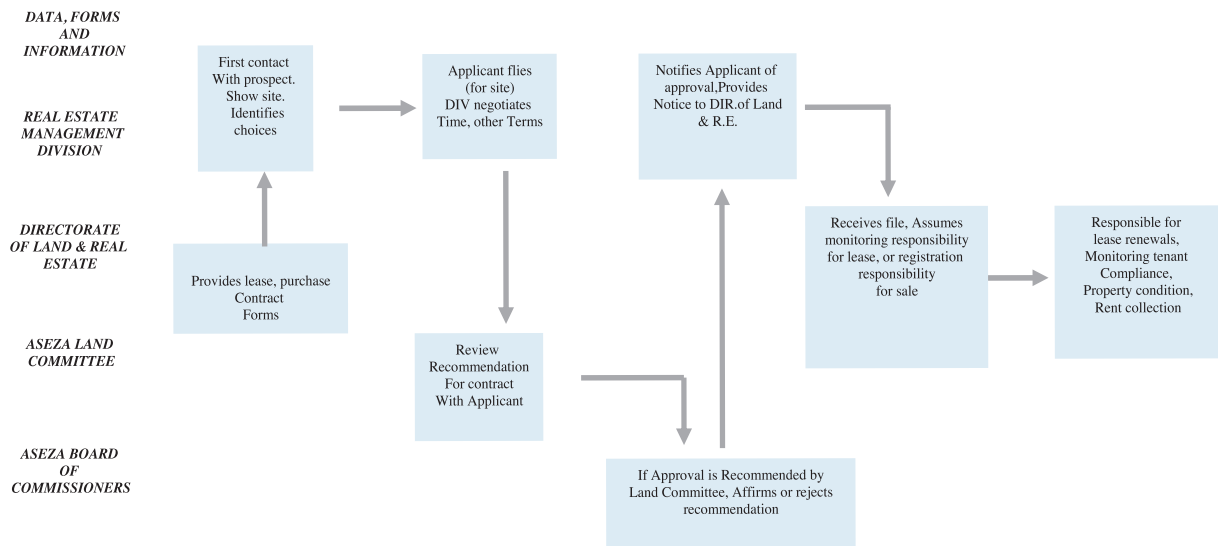 DATA, FORMS
AND
INFORMATION
REAL ESTATE
MANAGEMENT
DIVISION
DIRECTORATE
OF LAND & REAL
ESTATE
ASEZA LAND
COMMITTEE
ASEZA BOARD
OF
COMMISSIONERS
First contact
With prospect.
Show site.
Identifies
choices
Provides lease, purchase
Contract
Forms
Applicant flies
(for site)
DIV negotiates
Time, other Terms
Review
Recommendation
For contract
With Applicant
If Approval is Recommended by
Land Committee, Affirms or rejects
recommendation
Notifies Applicant of
approval,Provides
Notice to DIR.of Land
& R.E.
Receives file, Assumes
monitoring responsibility
for lease, or registration
responsibility
for sale
Responsible for
lease renewals,
Monitoring tenant
Compliance,
Property condition,
Rent collection